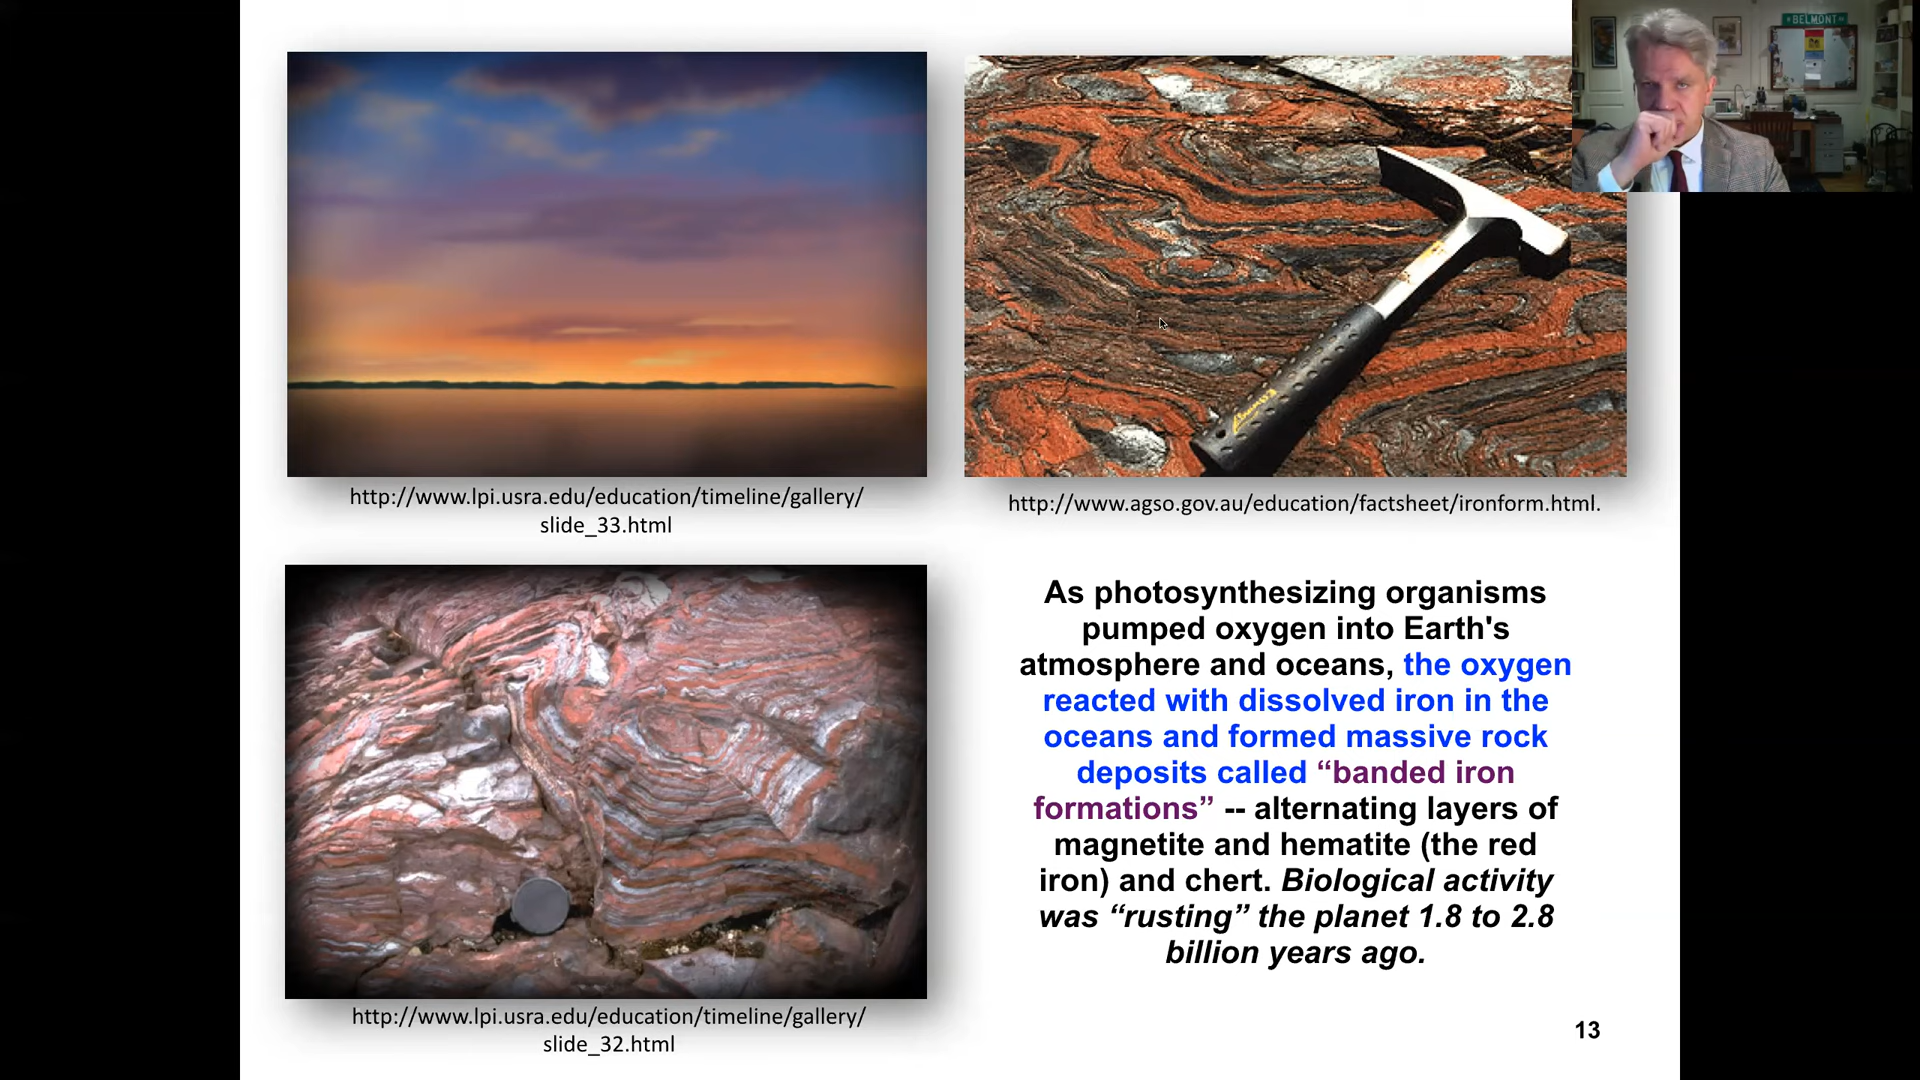 BELMONT
http://www.lpi.usra.edu/education/timeline/gallery/
slide_33.html
http://www.agso.gov.au/education/factsheet/ironform.html.
As photosynthesizing organisms
pumped oxygen into Earth's
atmosphere and oceans, the oxygen
reacted with dissolved iron in the
oceans and formed massive rock
deposits called “banded iron
formations” -- alternating layers of
magnetite and hematite (the red
iron) and chert. Biological activity
was “rusting” the planet 1.8 to 2.8
billion years ago.
http://www.lpi.usra.edu/education/timeline/gallery/
slide_32.html
13